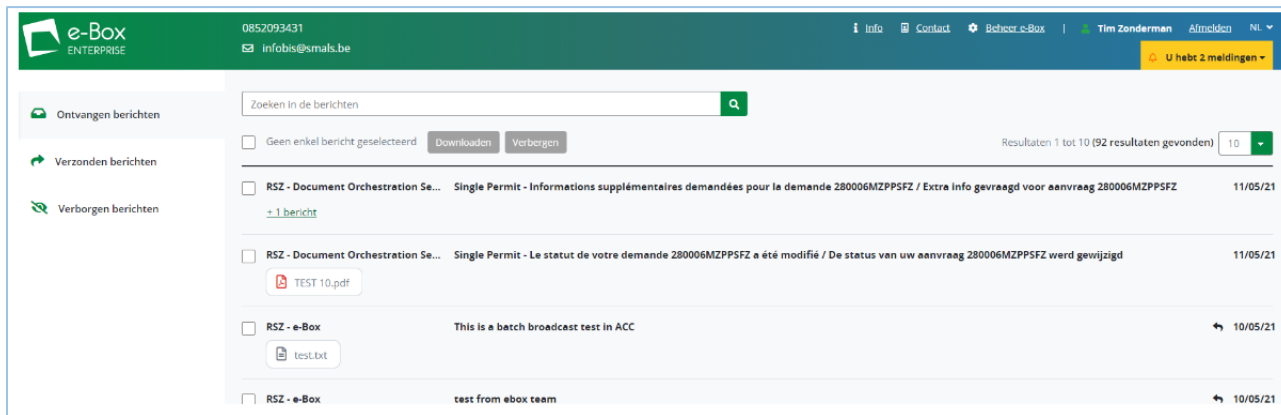 e-Box
ENTERPRISE
0852093431
infobis@smals.be
Info Contact Beheer e-Box | Tim Zonderman Afmelden NL
U hebt 2 meldingen
Ontvangen berichten
Verzonden berichten
Verborgen berichten
Zoeken in de berichten
Geen enkel bericht geselecteerd Downloaden Verbergen Resultaten 1 tot 10 (92 resultaten gevonden) 10
RSZ - Document Orchestration Se... Single Permit - Informations supplémentaires demandées pour la demande 280006MZPPSFZ / Extra info gevraagd voor aanvraag 280006MZPPSFZ 11/05/21
+ 1 bericht
RSZ - Document Orchestration Se... Single Permit - Le statut de votre demande 280006MZPPSFZ a été modifié / De status van uw aanvraag 280006MZPPSFZ werd gewijzigd 11/05/21
TEST 10.pdf
RSZ - e-Box This is a batch broadcast test in ACC 10/05/21
test.txt
RSZ - e-Box test from ebox team 10/05/21